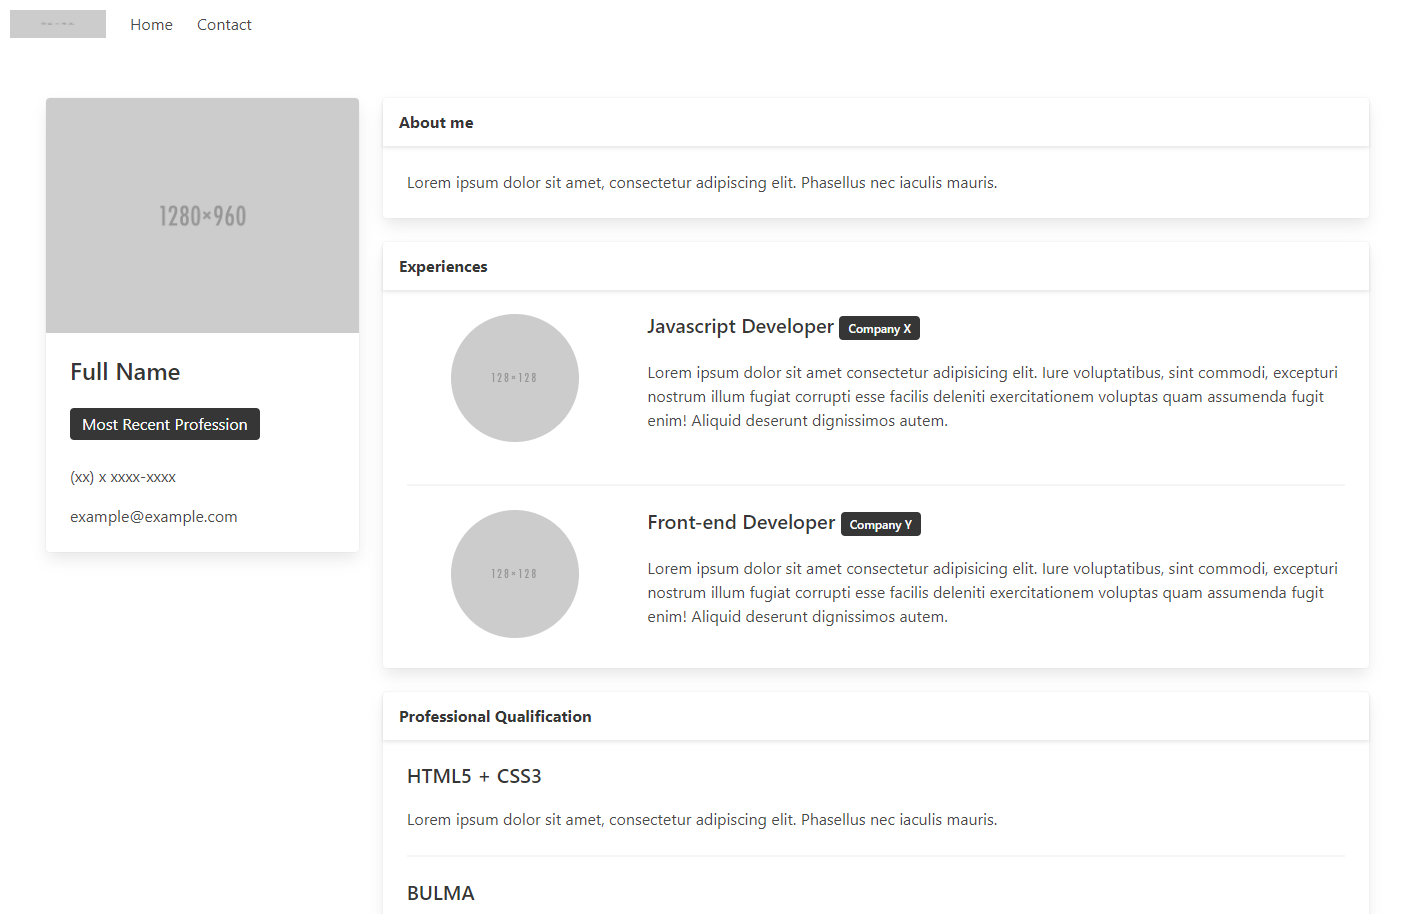 Home Contact
1280×960
Full Name
Most Recent Profession
(xx) x xxxx-xxxx
example@example.com
About me
Lorem ipsum dolor sit amet, consectetur adipiscing elit. Phasellus nec iaculis mauris.
Experiences
128×128
Javascript Developer Company X
Lorem ipsum dolor sit amet consectetur adipisicing elit. Iure voluptatibus, sint commodi, excepturi
nostrum illum fugiat corrupti esse facilis deleniti exercitationem voluptas quam assumenda fugit
enim! Aliquid deserunt dignissimos autem.
128×128
Front-end Developer Company Y
Lorem ipsum dolor sit amet consectetur adipisicing elit. Iure voluptatibus, sint commodi, excepturi
nostrum illum fugiat corrupti esse facilis deleniti exercitationem voluptas quam assumenda fugit
enim! Aliquid deserunt dignissimos autem.
Professional Qualification
HTML5 + CSS3
Lorem ipsum dolor sit amet, consectetur adipiscing elit. Phasellus nec iaculis mauris.
BULMA